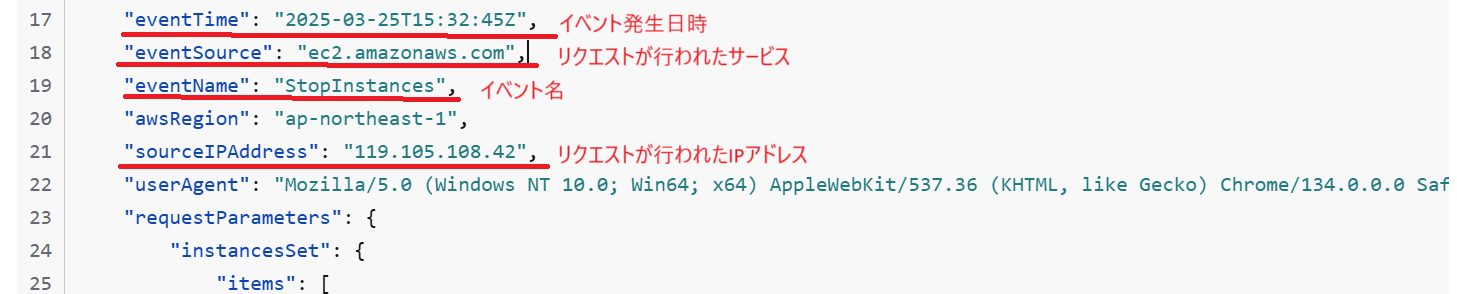 17 "eventTime": "2025-03-25T15:32:45Z", イベント発生日時
18 "eventSource": "ec2.amazonaws.com", リクエストが行われたサービス
19 "eventName": "StopInstances", イベント名
20 "awsRegion": "ap-northeast-1",
21 "sourceIPAddress": "119.105.108.42", リクエストが行われたIPアドレス
22 "userAgent": "Mozilla/5.0 (Windows NT 10.0; Win64; x64) AppleWebKit/537.36 (KHTML, like Gecko) Chrome/134.0.0.0 Saf
23 "requestParameters": {
24 "instancesSet": {
25 "items": [